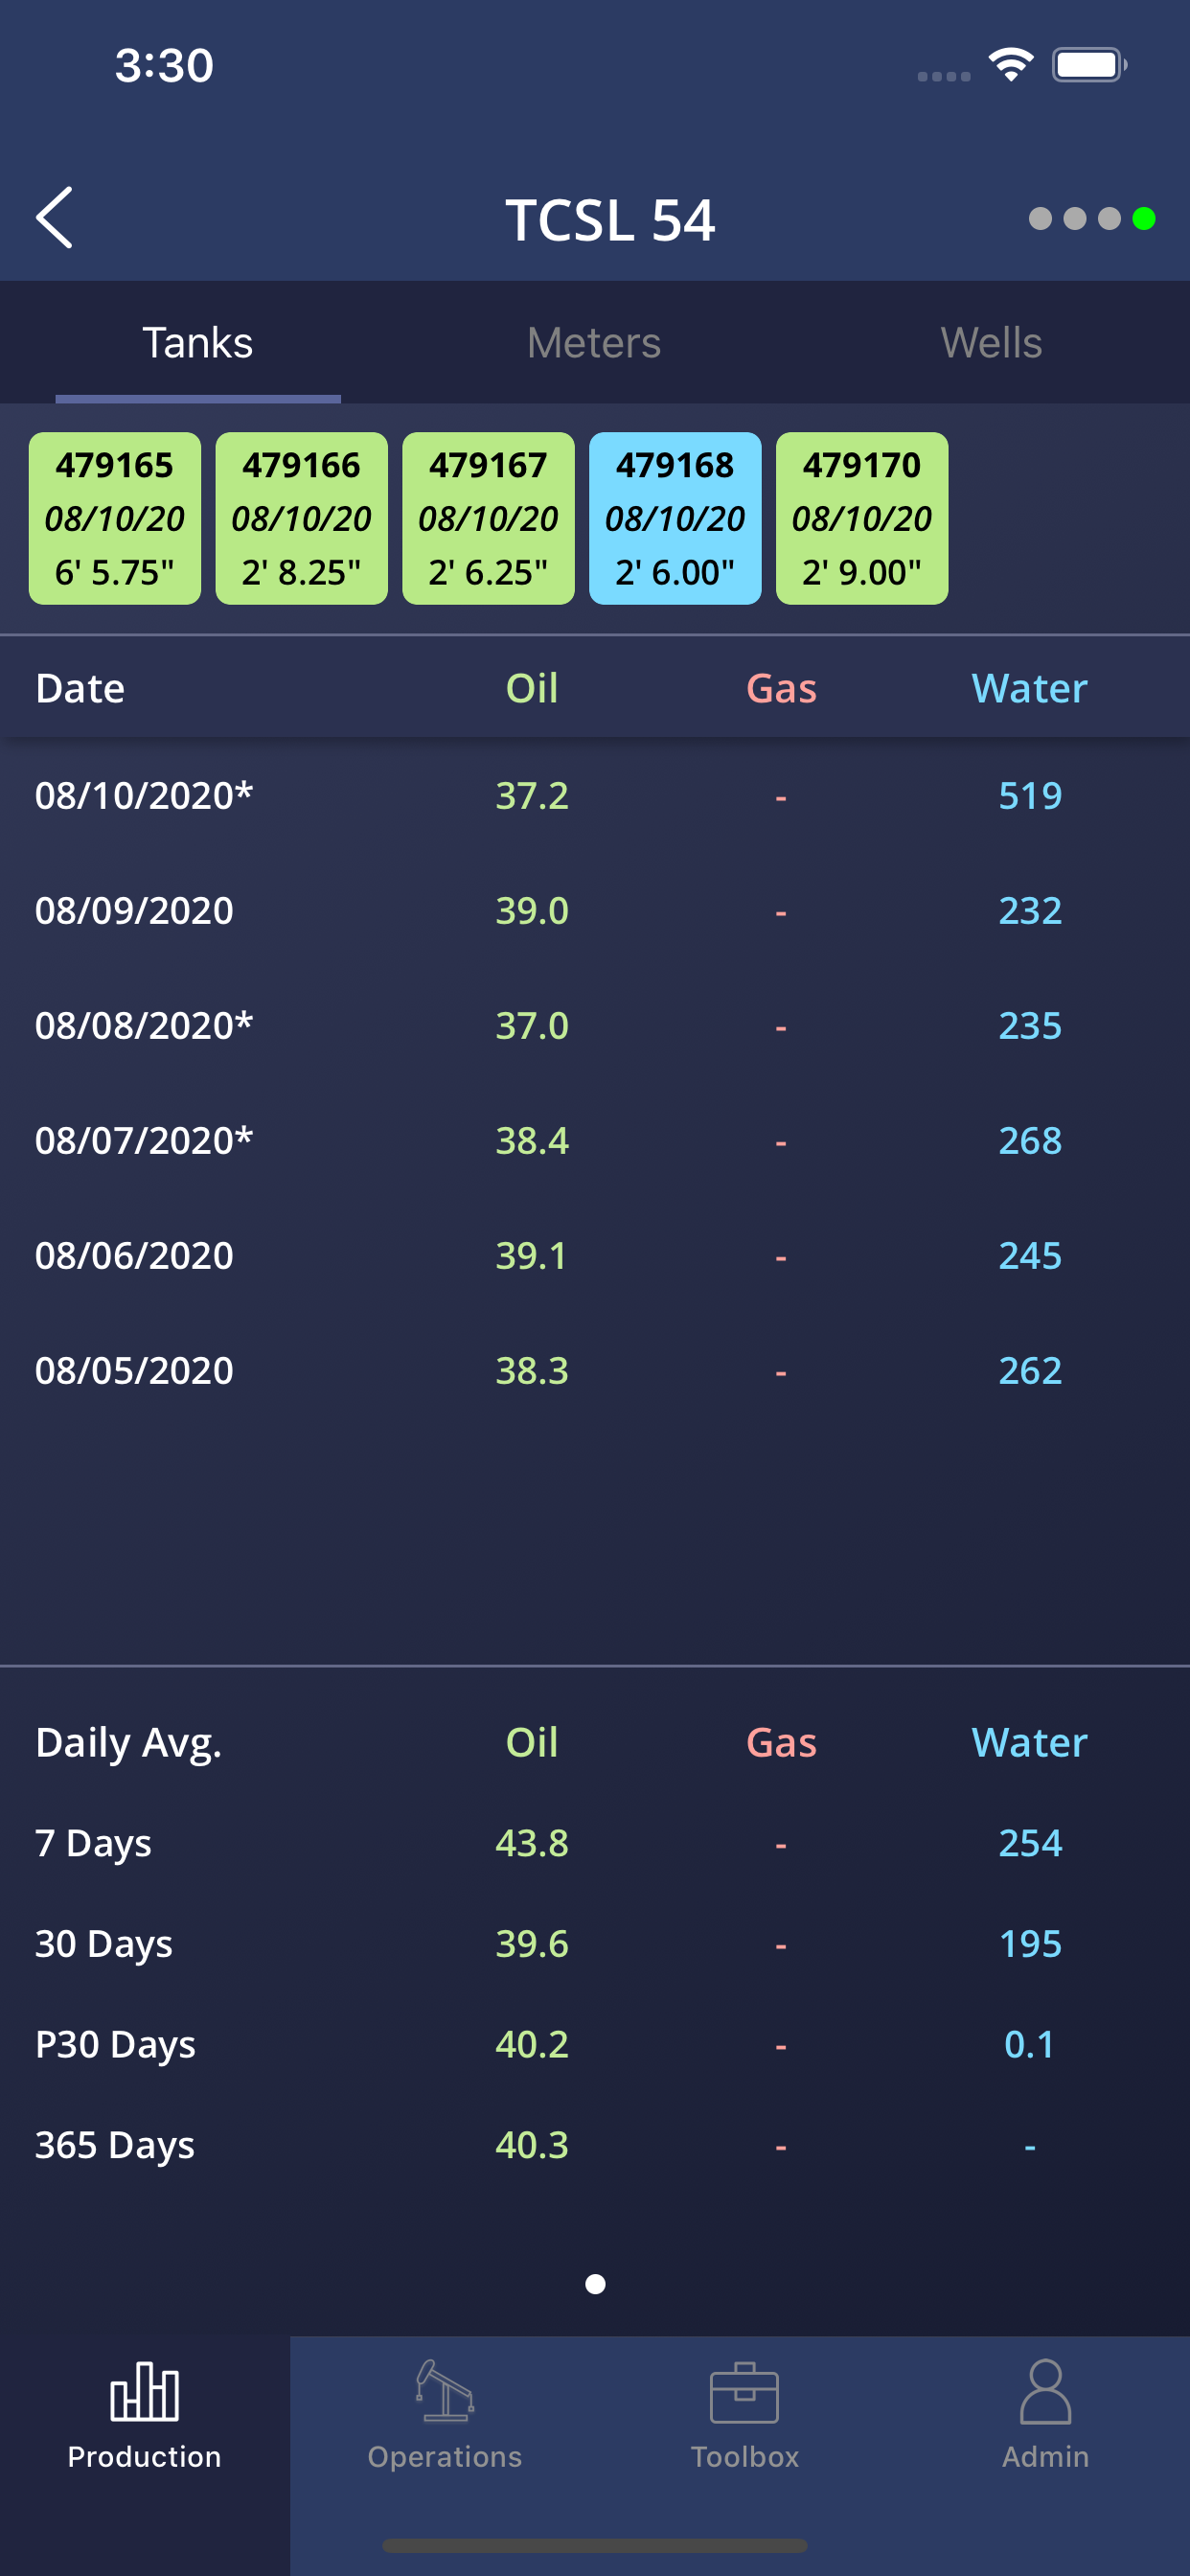 3:30
TCSL 54
Tanks Meters Wells
479165 479166 479167 479168 479170
08/10/20 08/10/20 08/10/20 08/10/20 08/10/20
6' 5.75" 2' 8.25" 2' 6.25" 2' 6.00" 2' 9.00"
Date Oil Gas Water
08/10/2020* 37.2 - 519
08/09/2020 39.0 - 232
08/08/2020* 37.0 - 235
08/07/2020* 38.4 - 268
08/06/2020 39.1 - 245
08/05/2020 38.3 - 262
Daily Avg. Oil Gas Water
7 Days 43.8 - 254
30 Days 39.6 - 195
P30 Days 40.2 - 0.1
365 Days 40.3 - -
Production Operations Toolbox Admin